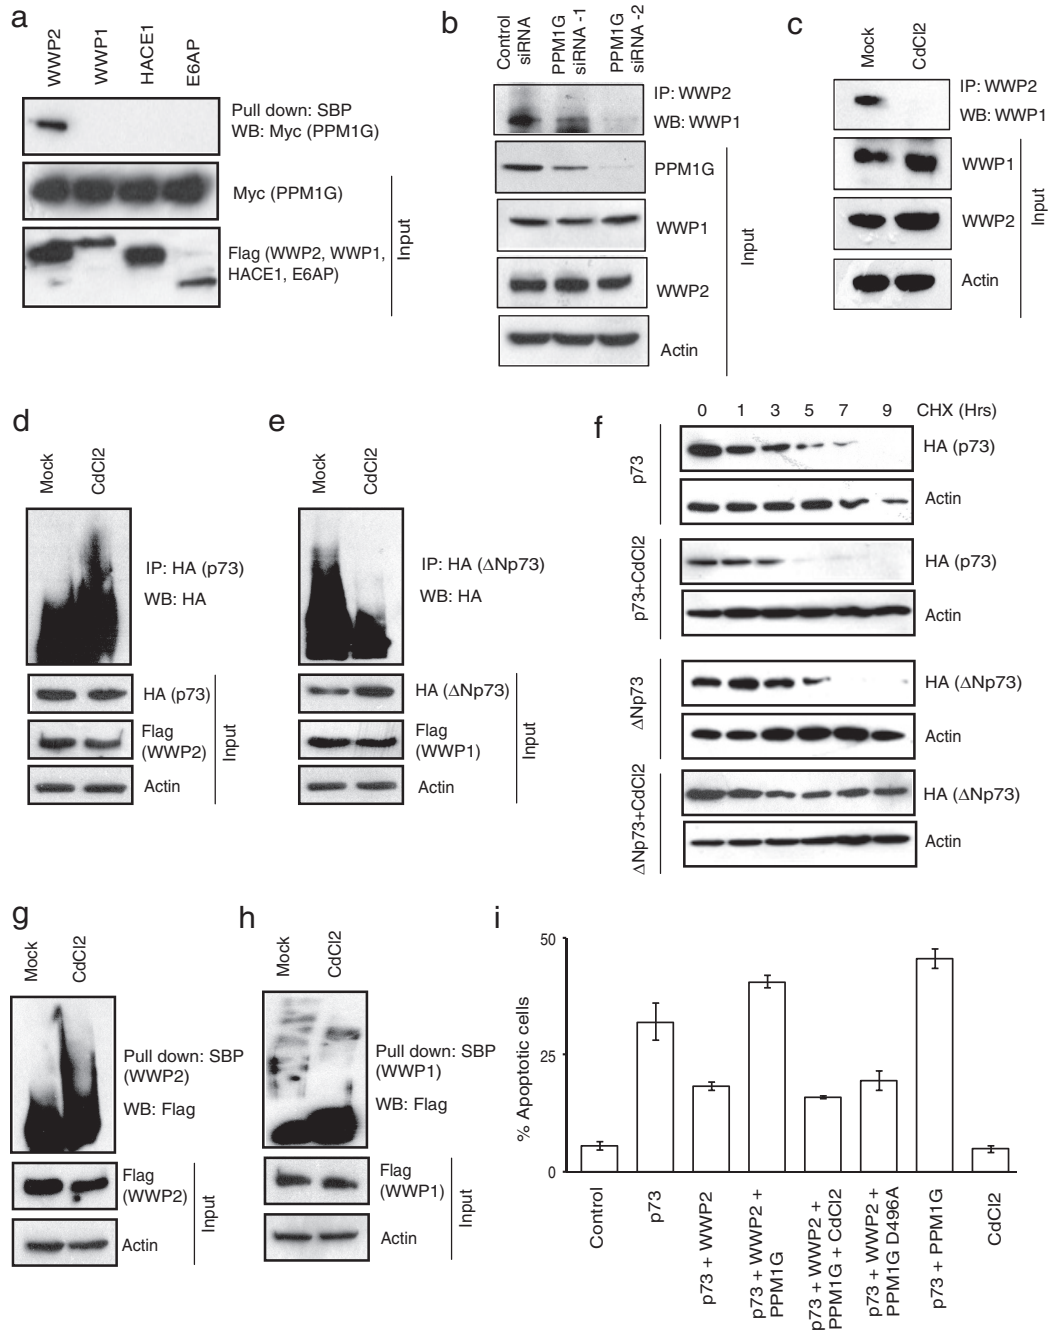 a
WWP2
WWP1
HACE1
E6AP
Pull down: SBP
WB: Myc (PPM1G)
Myc (PPM1G)
Flag (WWP2, WWP1,
HACE1, E6AP)
Input
b
Control
siRNA
PPM1G
siRNA -1
PPM1G
siRNA -2
IP: WWP2
WB: WWP1
PPM1G
WWP1
WWP2
Actin
Input
c
Mock
CdCl2
IP: WWP2
WB: WWP1
WWP1
WWP2
Actin
Input
d
Mock
CdCl2
IP: HA (p73)
WB: HA
HA (p73)
Flag
(WWP2)
Actin
Input
e
Mock
CdCl2
IP: HA (ΔNp73)
WB: HA
HA (ΔNp73)
Flag
(WWP1)
Actin
Input
f
0 1 3 5 7 9 CHX (Hrs)
p73
HA (p73)
Actin
p73+CdCl2
HA (p73)
Actin
ΔNp73
HA (ΔNp73)
Actin
ΔNp73+CdCl2
HA (ΔNp73)
Actin
g
Mock
CdCl2
Pull down: SBP
(WWP2)
WB: Flag
Flag
(WWP2)
Actin
Input
h
Mock
CdCl2
Pull down: SBP
(WWP1)
WB: Flag
Flag
(WWP1)
Actin
Input
i
% Apoptotic cells
50
25
0
Control
p73
p73 + WWP2
p73 + WWP2 +
PPM1G
p73 + WWP2 +
PPM1G + CdCl2
p73 + WWP2 +
PPM1G D496A
p73 + PPM1G
CdCl2